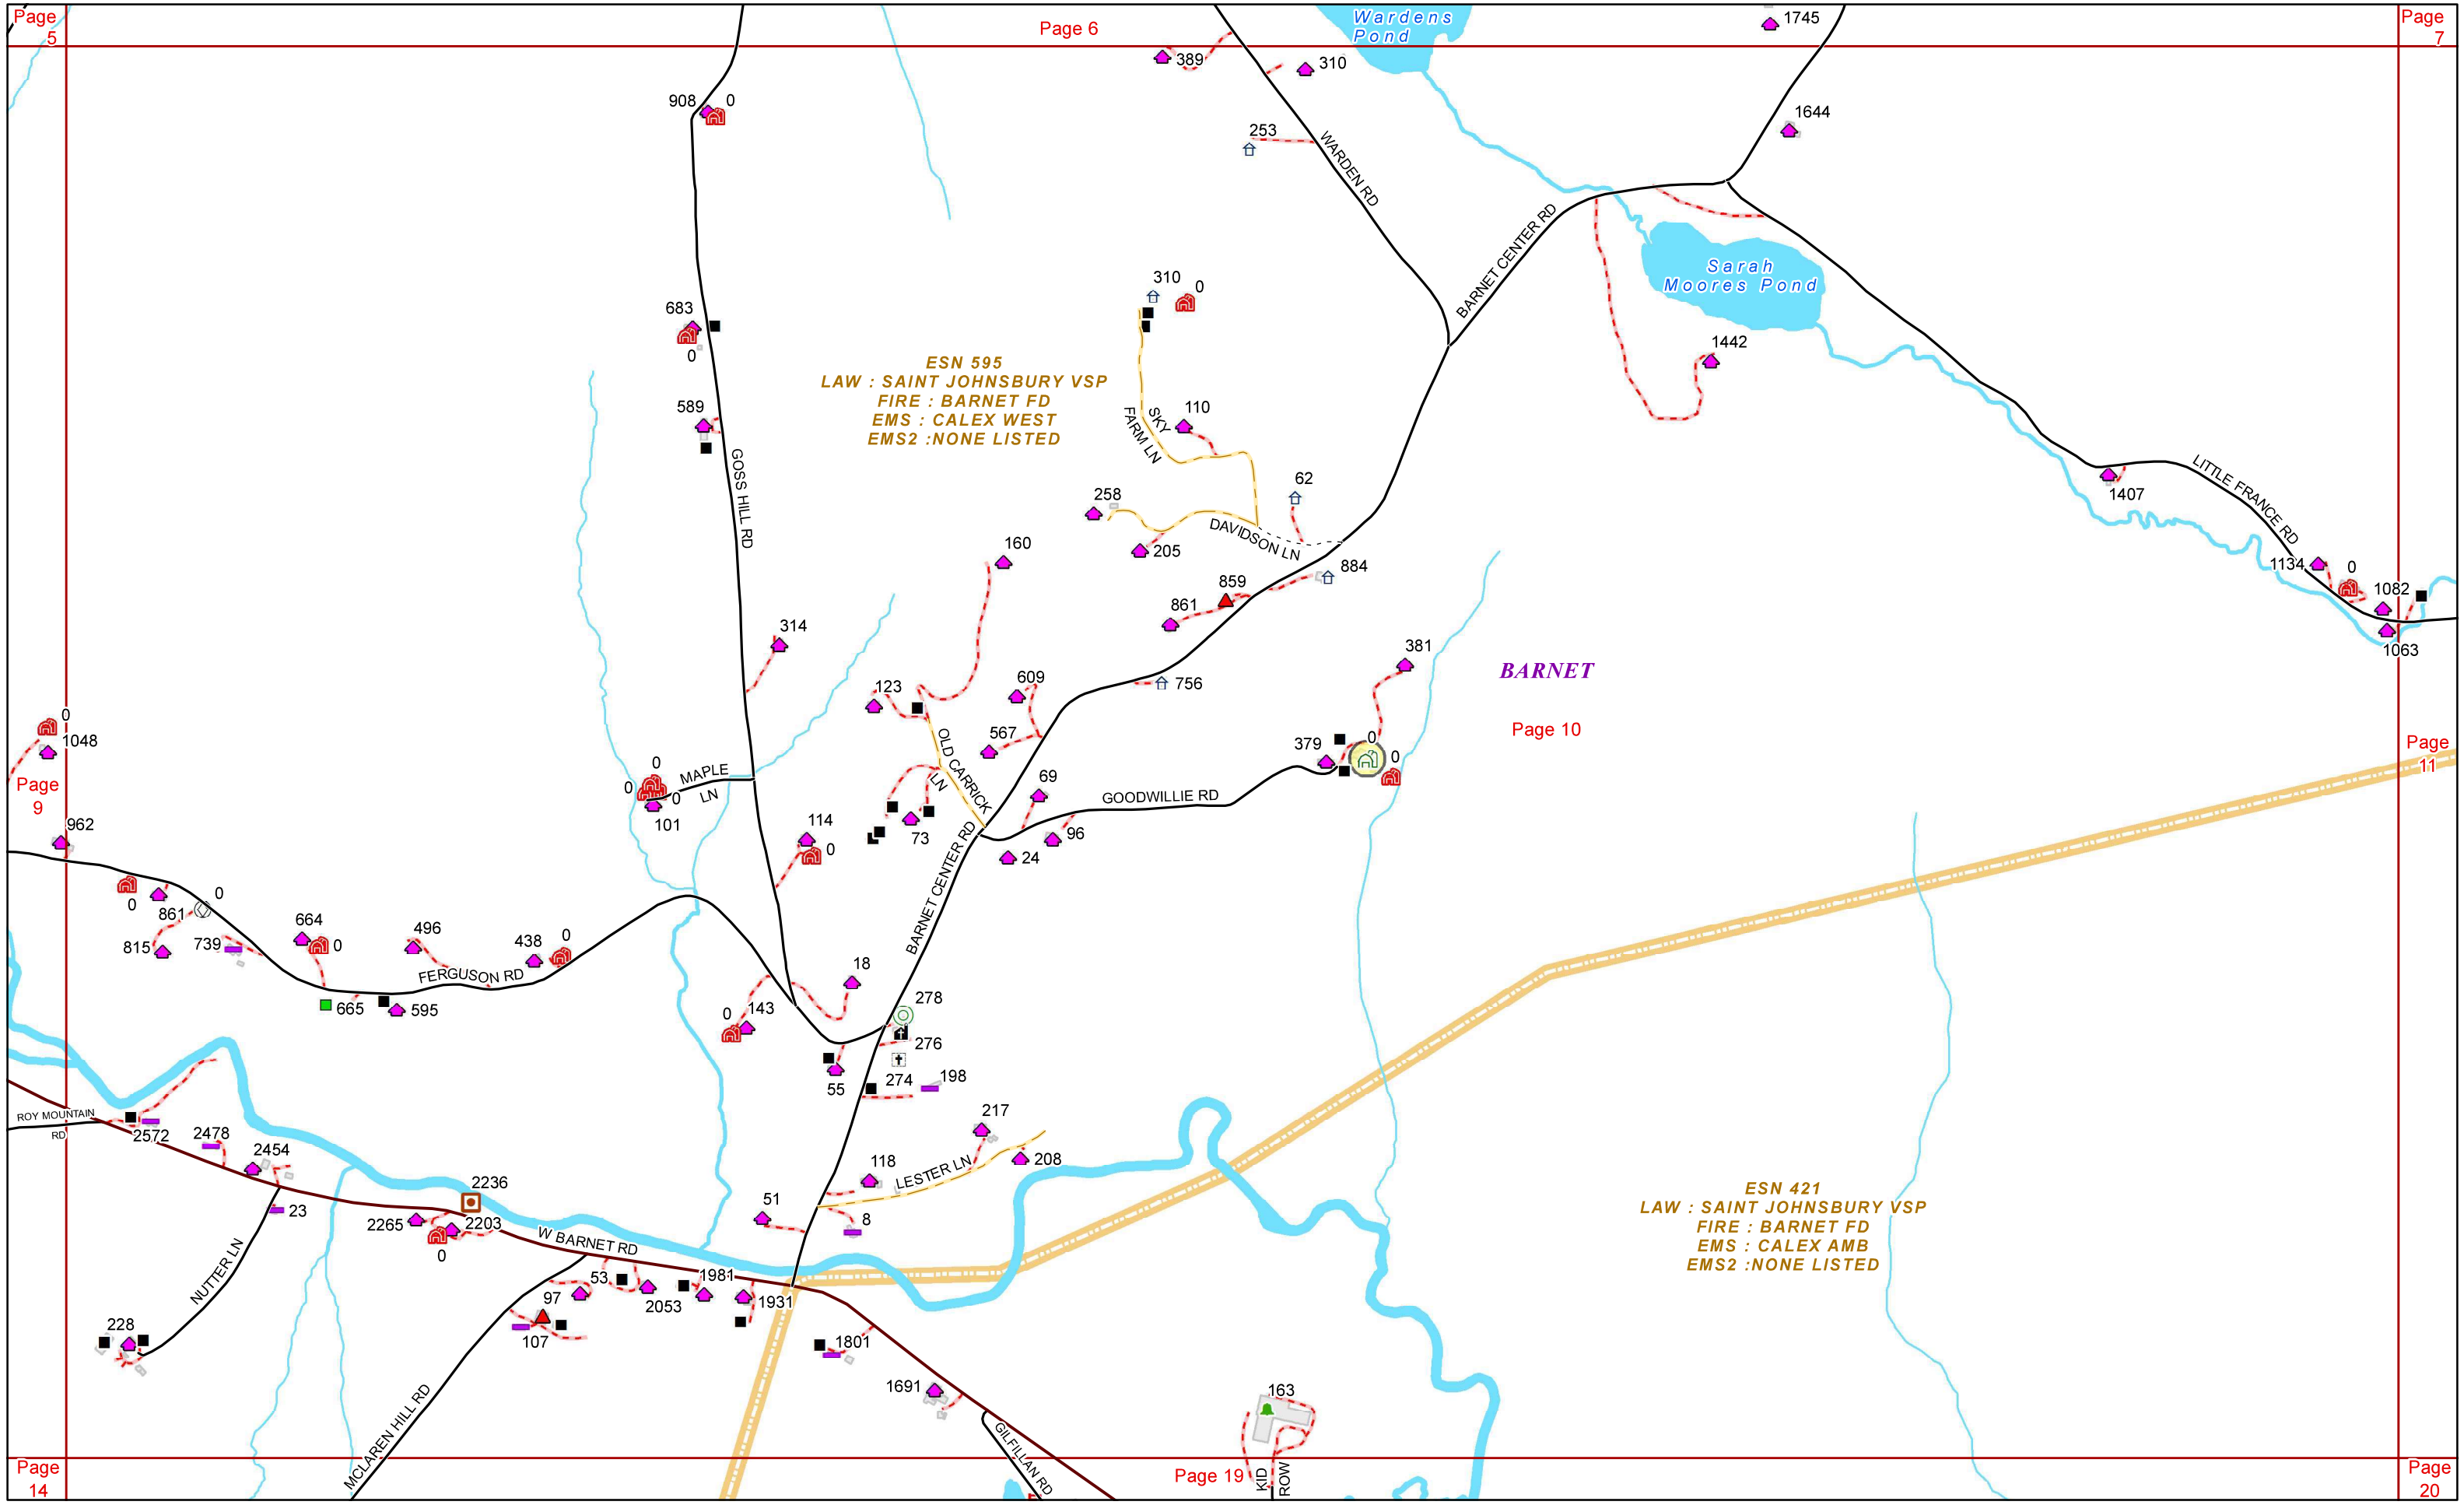 Page
5
Page 6
Wardens
Pond
1745
Page
7
389
310
908
0
253
1644
WARDEN RD
BARNET CENTER RD
Sarah
Moores Pond
310
0
683
0
1442
ESN 595
LAW : SAINT JOHNSBURY VSP
FIRE : BARNET FD
EMS : CALEX WEST
EMS2 :NONE LISTED
589
110
SKY
FARM LN
GOSS HILL RD
LITTLE FRANCE RD
1407
62
258
DAVIDSON LN
205
160
884
859
861
1134
0
1082
1063
314
381
BARNET
123
609
756
Page 10
0
1048
567
OLD CARRICK
LN
379
0
0
Page
11
Page
9
0
0
0
MAPLE
LN
101
69
GOODWILLIE RD
962
114
0
73
96
24
BARNET CENTER RD
0
861
0
815
739
664
0
496
438
0
FERGUSON RD
18
665
595
0
143
278
276
274
198
55
ROY MOUNTAIN
RD
2572
2478
2454
217
208
118
LESTER LN
2236
23
2265
2203
0
51
8
W BARNET RD
NUTTER LN
ESN 421
LAW : SAINT JOHNSBURY VSP
FIRE : BARNET FD
EMS : CALEX AMB
EMS2 :NONE LISTED
53
1981
2053
1931
97
107
228
1801
1691
163
MCLAREN HILL RD
GILFILLAN RD
KID
ROW
Page
14
Page 19
Page
20